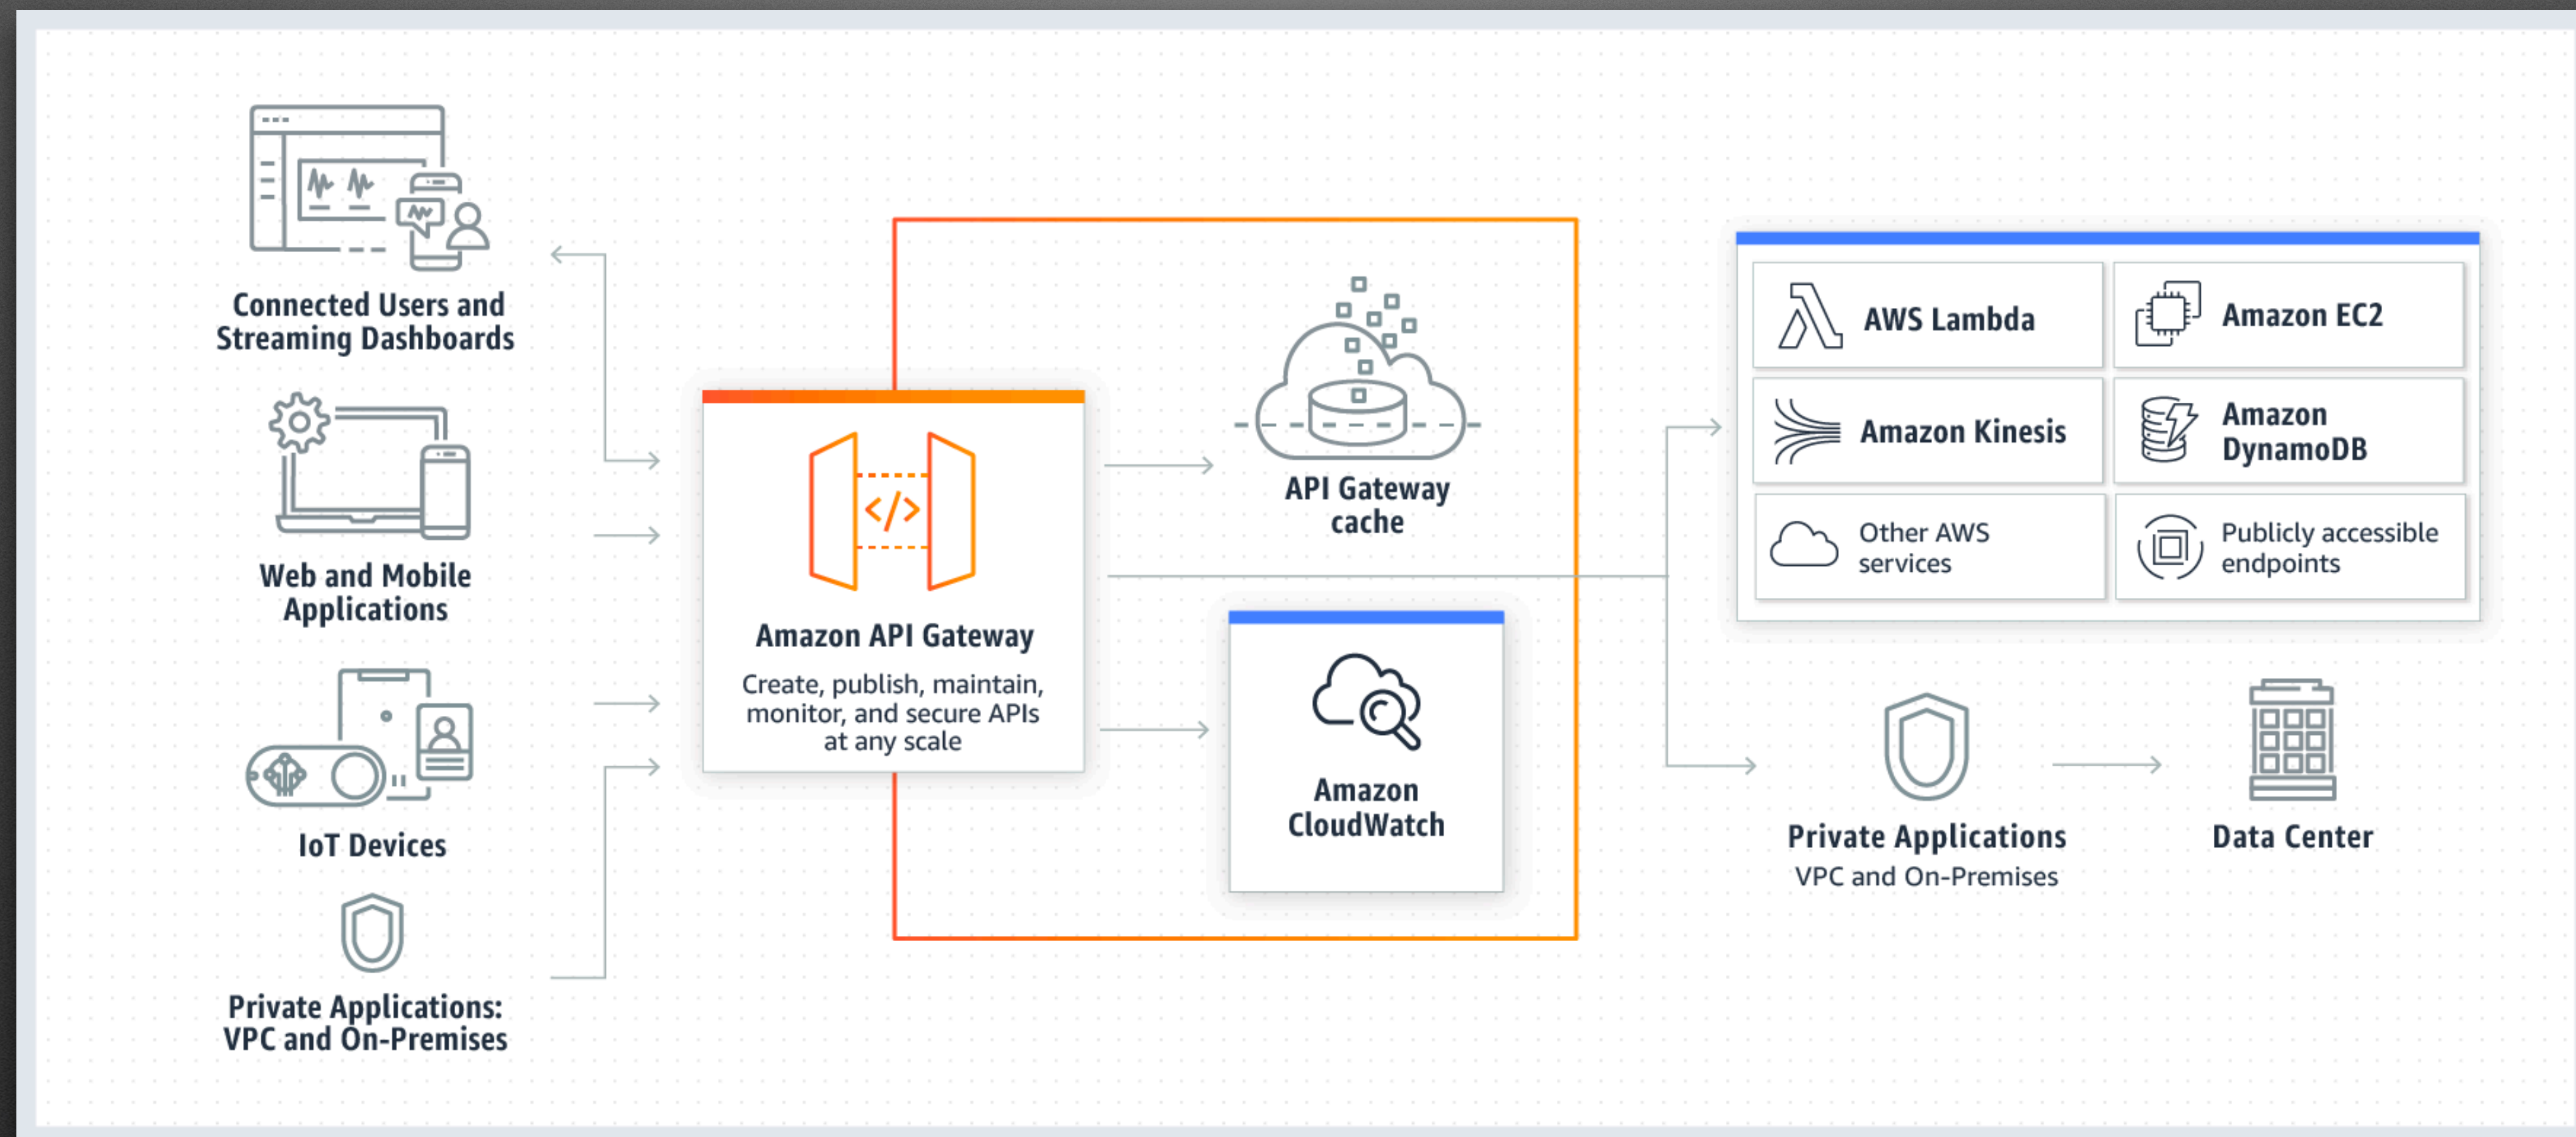 Connected Users and
Streaming Dashboards
Web and Mobile
Applications
IoT Devices
Private Applications:
VPC and On-Premises
</>
Amazon API Gateway
Create, publish, maintain,
monitor, and secure APIs
at any scale
API Gateway
cache
Amazon
CloudWatch
AWS Lambda
Amazon EC2
Amazon Kinesis
Amazon
DynamoDB
Other AWS
services
Publicly accessible
endpoints
Private Applications
VPC and On-Premises
Data Center